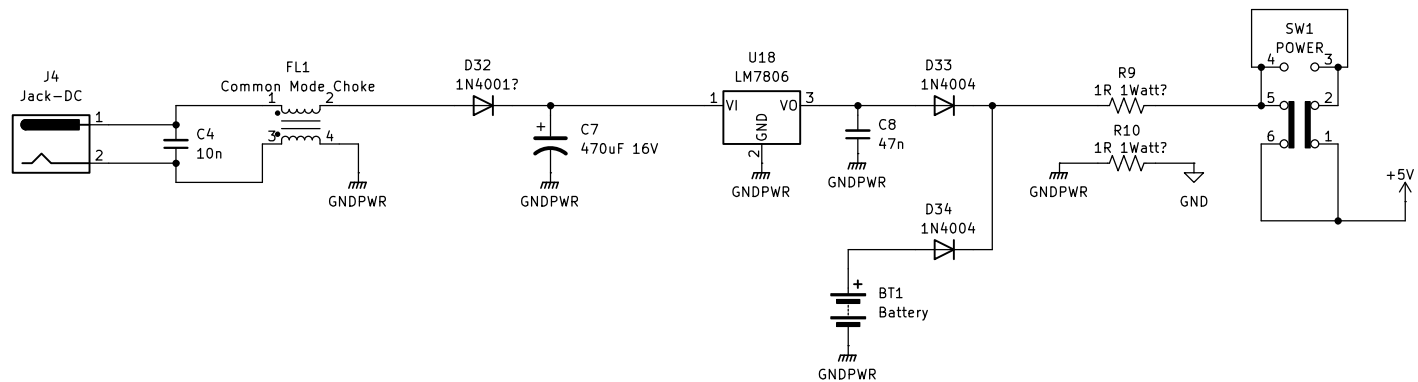 J4
Jack-DC
1
2
C4
10n
FL1
Common Mode Choke
1
2
3
4
GNDPWR
D32
1N4001?
+
C7
470uF 16V
GNDPWR
U18
LM7806
1
VI
VO
3
GND
2
GNDPWR
D33
1N4004
C8
47n
GNDPWR
D34
1N4004
+
BT1
Battery
GNDPWR
R9
1R 1Watt?
R10
1R 1Watt?
GNDPWR
GND
SW1
POWER
4
3
5
2
6
1
+5V